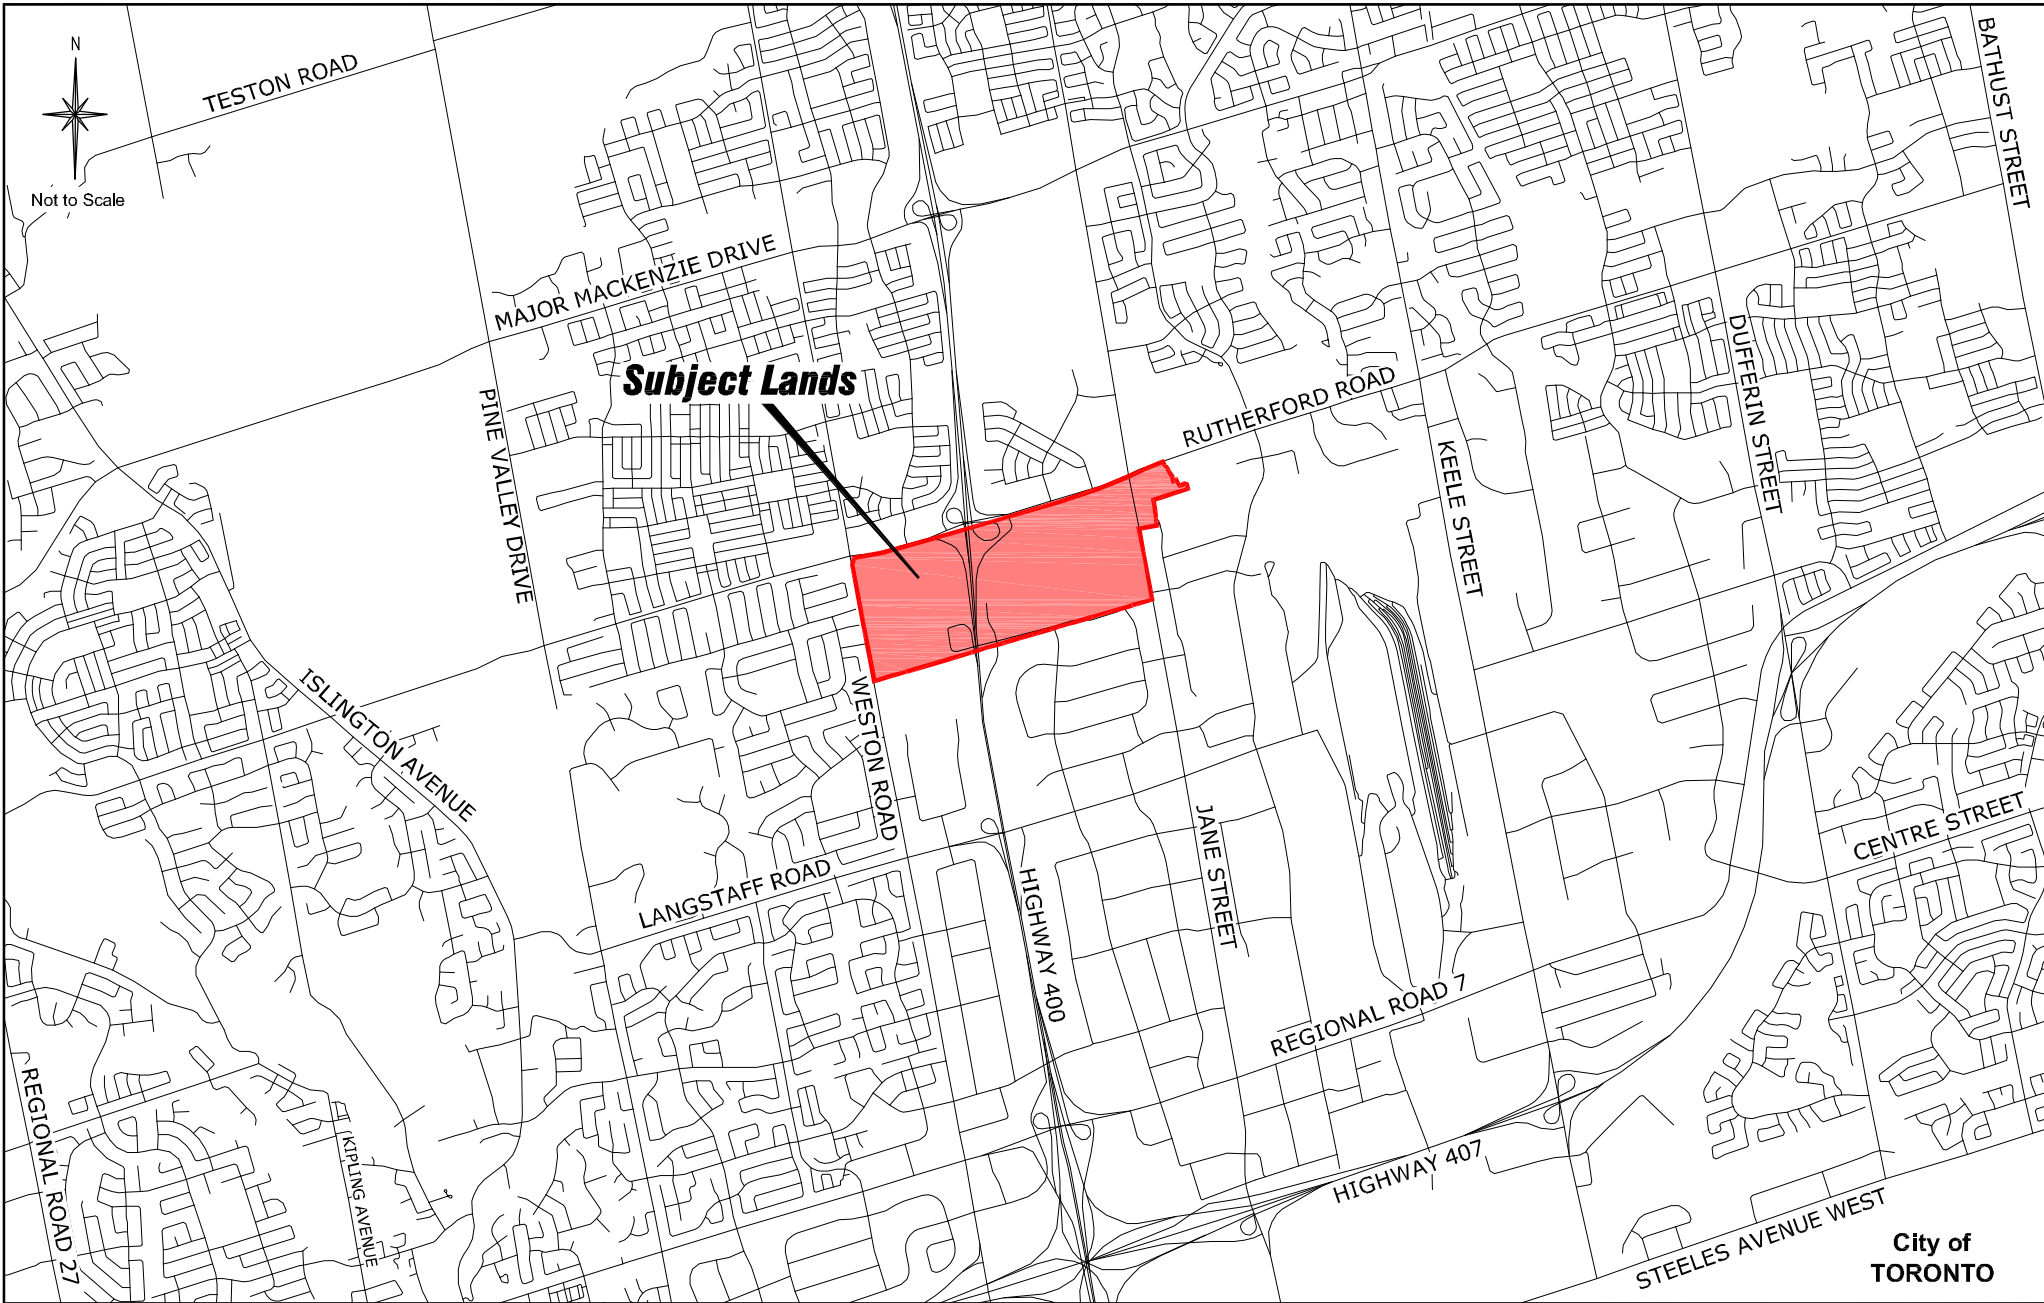 N
Not to Scale
TESTON ROAD
BATHUST STREET
MAJOR MACKENZIE DRIVE
Subject Lands
PINE VALLEY DRIVE
RUTHERFORD ROAD
DUFFERIN STREET
KEELE STREET
ISLINGTON AVENUE
WESTON ROAD
JANE STREET
CENTRE STREET
LANGSTAFF ROAD
HIGHWAY 400
REGIONAL ROAD 7
REGIONAL ROAD 27
KIPLING AVENUE
HIGHWAY 407
STEELES AVENUE WEST
City of
TORONTO